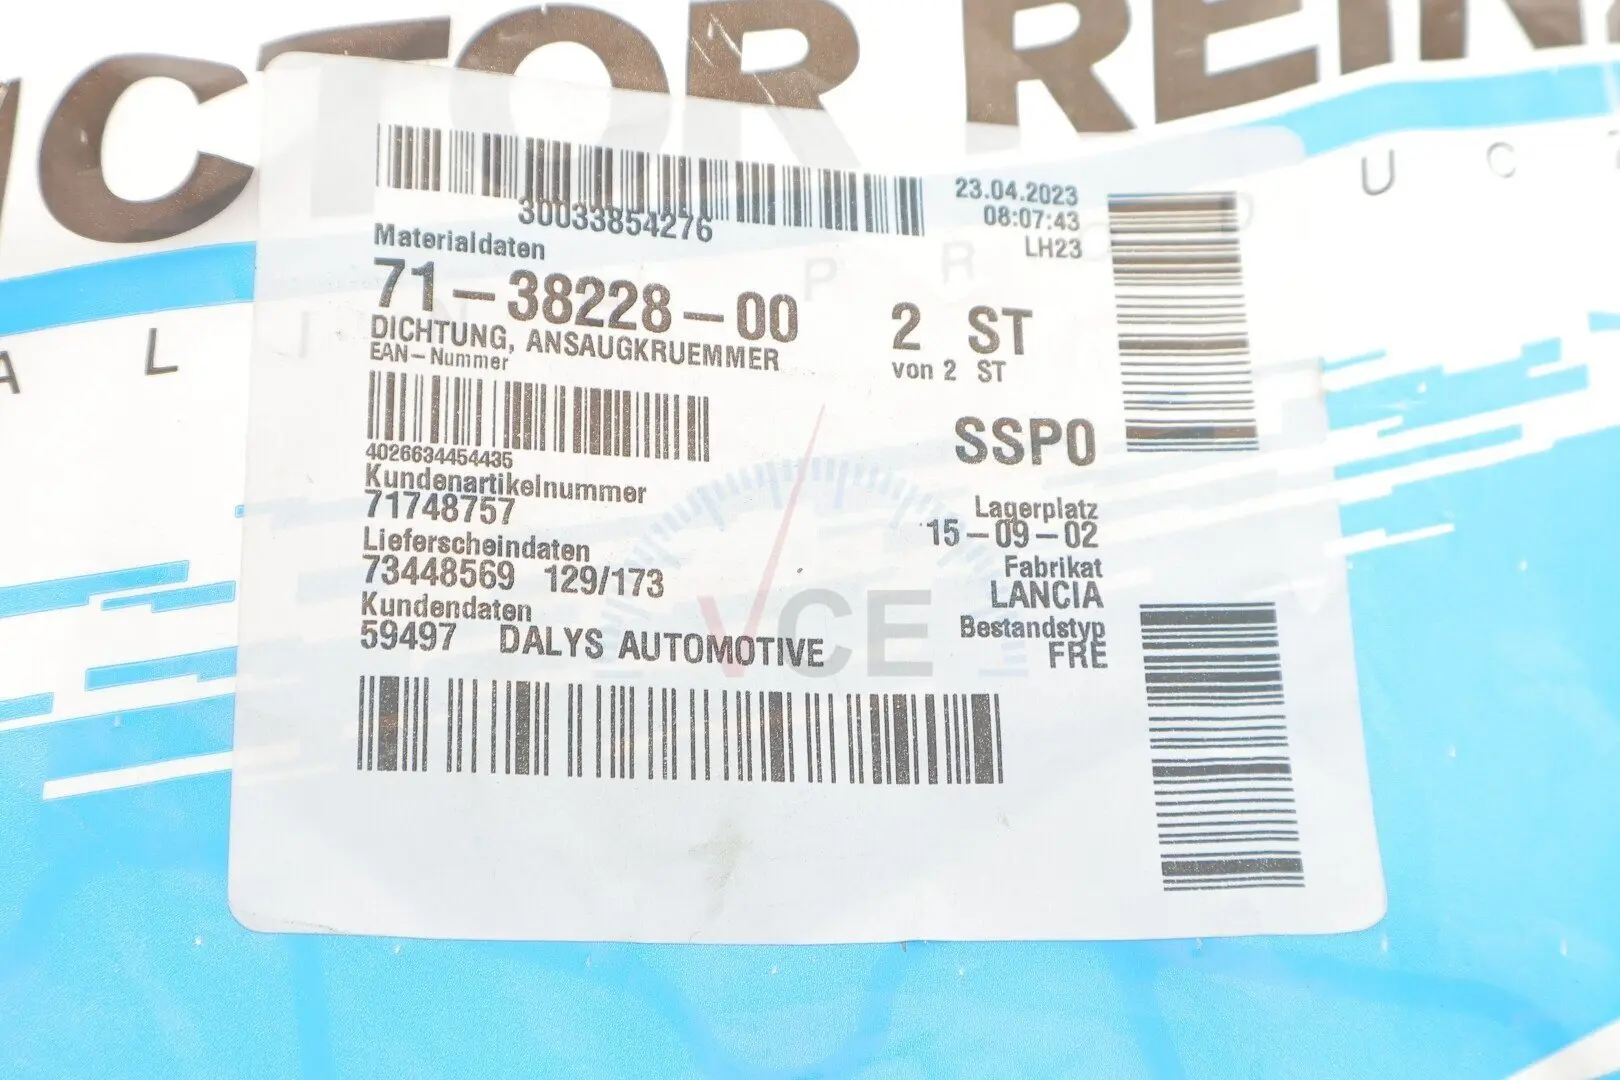 VICTOR REINZ
30033854276
23.04.2023
08:07:43
LH23
Materialdaten
71-38228-00
2 ST
DICHTUNG, ANSAUGKRUEMMER
von 2 ST
EAN-Nummer
4026634454435
SSPO
Kundenartikelnummer
71748757
Lagerplatz
15-09-02
Lieferscheindaten
73448569 129/173
Fabrikat
LANCIA
Kundendaten
59497 DALYS AUTOMOTIVE
Bestandstyp
FRE
VCE